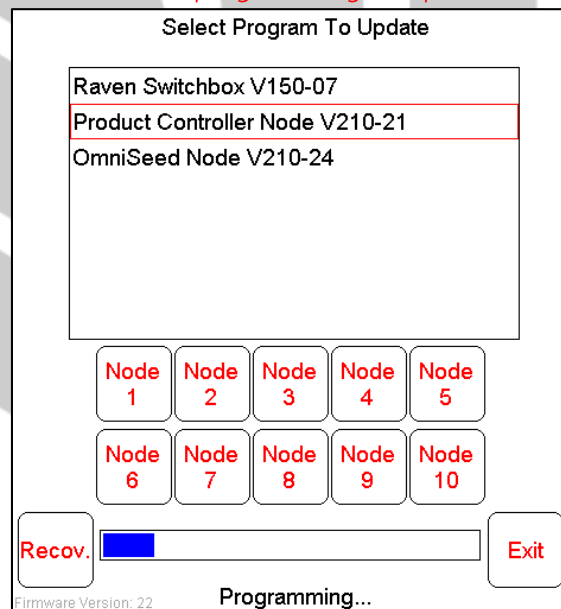 Select Program To Update
Raven Switchbox V150-07
Product Controller Node V210-21
OmniSeed Node V210-24
Node 1
Node 2
Node 3
Node 4
Node 5
Node 6
Node 7
Node 8
Node 9
Node 10
Recov.
Exit
Firmware Version: 22
Programming...